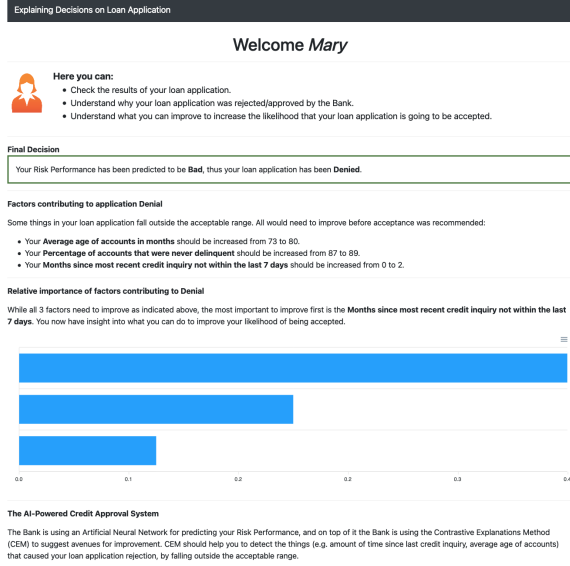 Explaining Decisions on Loan Application
Welcome Mary
Here you can:
• Check the results of your loan application.
• Understand why your loan application was rejected/approved by the Bank.
• Understand what you can improve to increase the likelihood that your loan application is going to be accepted.
Final Decision
Your Risk Performance has been predicted to be Bad, thus your loan application has been Denied.
Factors contributing to application Denial
Some things in your loan application fall outside the acceptable range. All would need to improve before acceptance was recommended:
• Your Average age of accounts in months should be increased from 73 to 80.
• Your Percentage of accounts that were never delinquent should be increased from 87 to 89.
• Your Months since most recent credit inquiry not within the last 7 days should be increased from 0 to 2.
Relative importance of factors contributing to Denial
While all 3 factors need to improve as indicated above, the most important to improve first is the Months since most recent credit inquiry not within the last
7 days. You now have insight into what you can do to improve your likelihood of being accepted.
0.0 0.1 0.2 0.2 0.3 0.4
The AI-Powered Credit Approval System
The Bank is using an Artificial Neural Network for predicting your Risk Performance, and on top of it the Bank is using the Contrastive Explanations Method
(CEM) to suggest avenues for improvement. CEM should help you to detect the things (e.g. amount of time since last credit inquiry, average age of accounts)
that caused your loan application rejection, by falling outside the acceptable range.